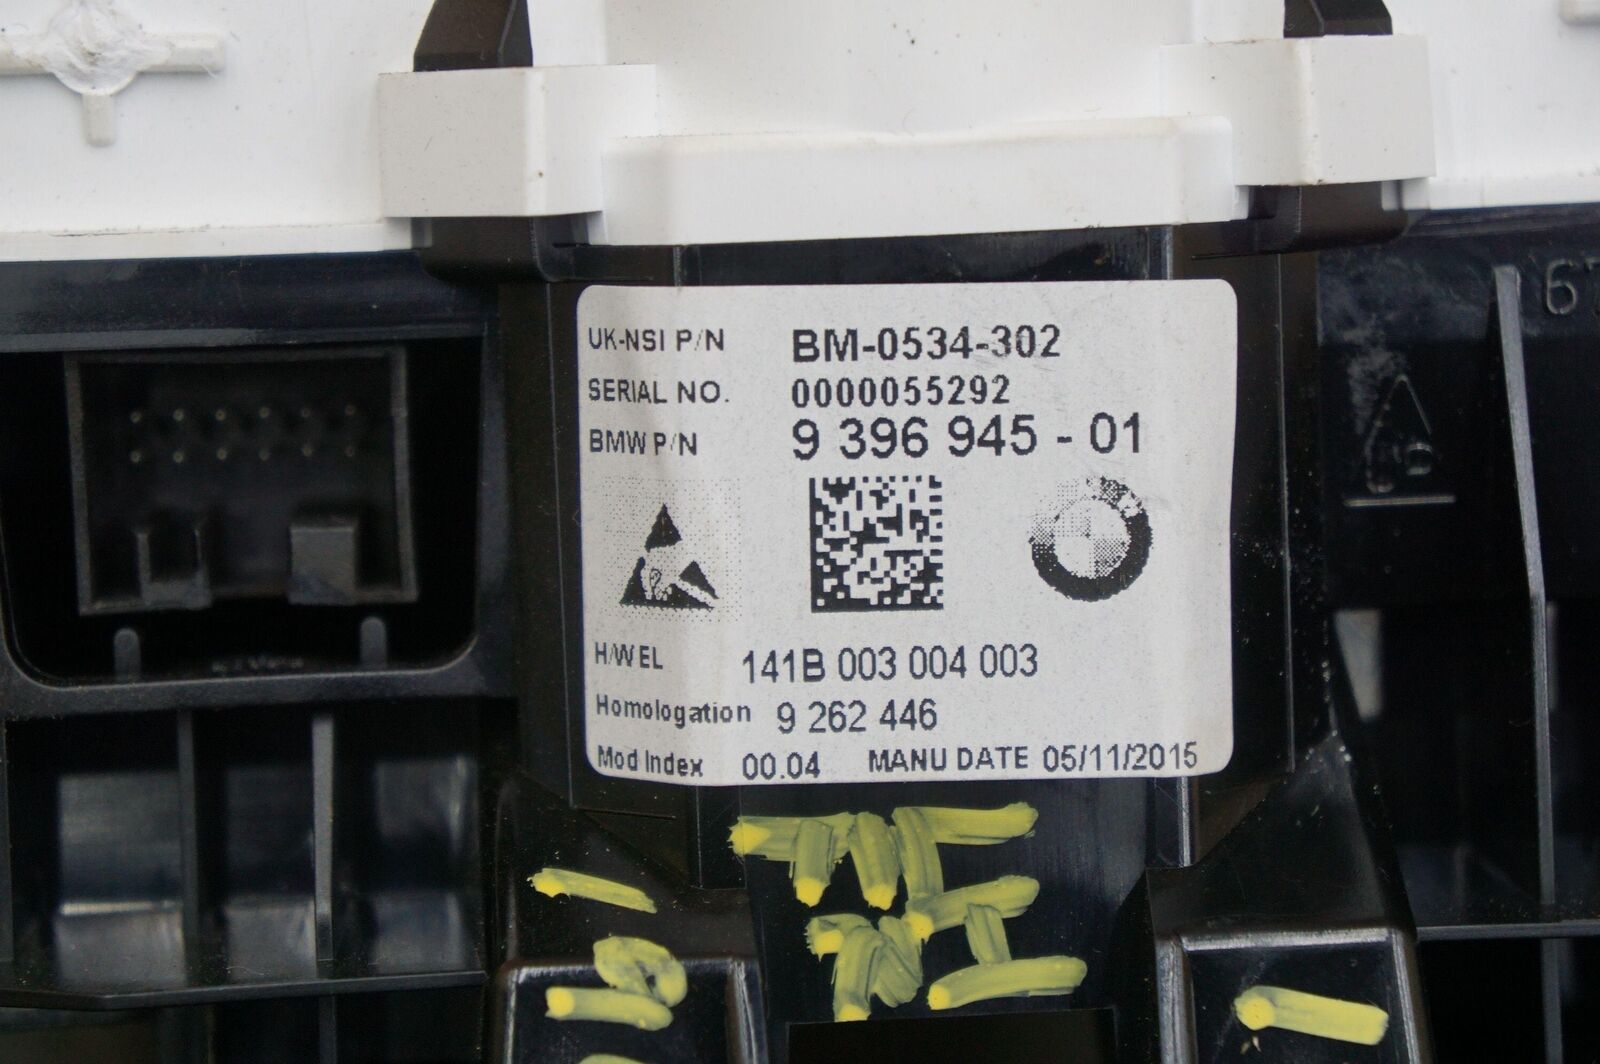 UK-NSI P/N BM-0534-302
SERIAL NO. 0000055292
BMW P/N 9 396 945 - 01
H/W EL 141B 003 004 003
Homologation 9 262 446
Mod Index 00.04 MANU DATE 05/11/2015